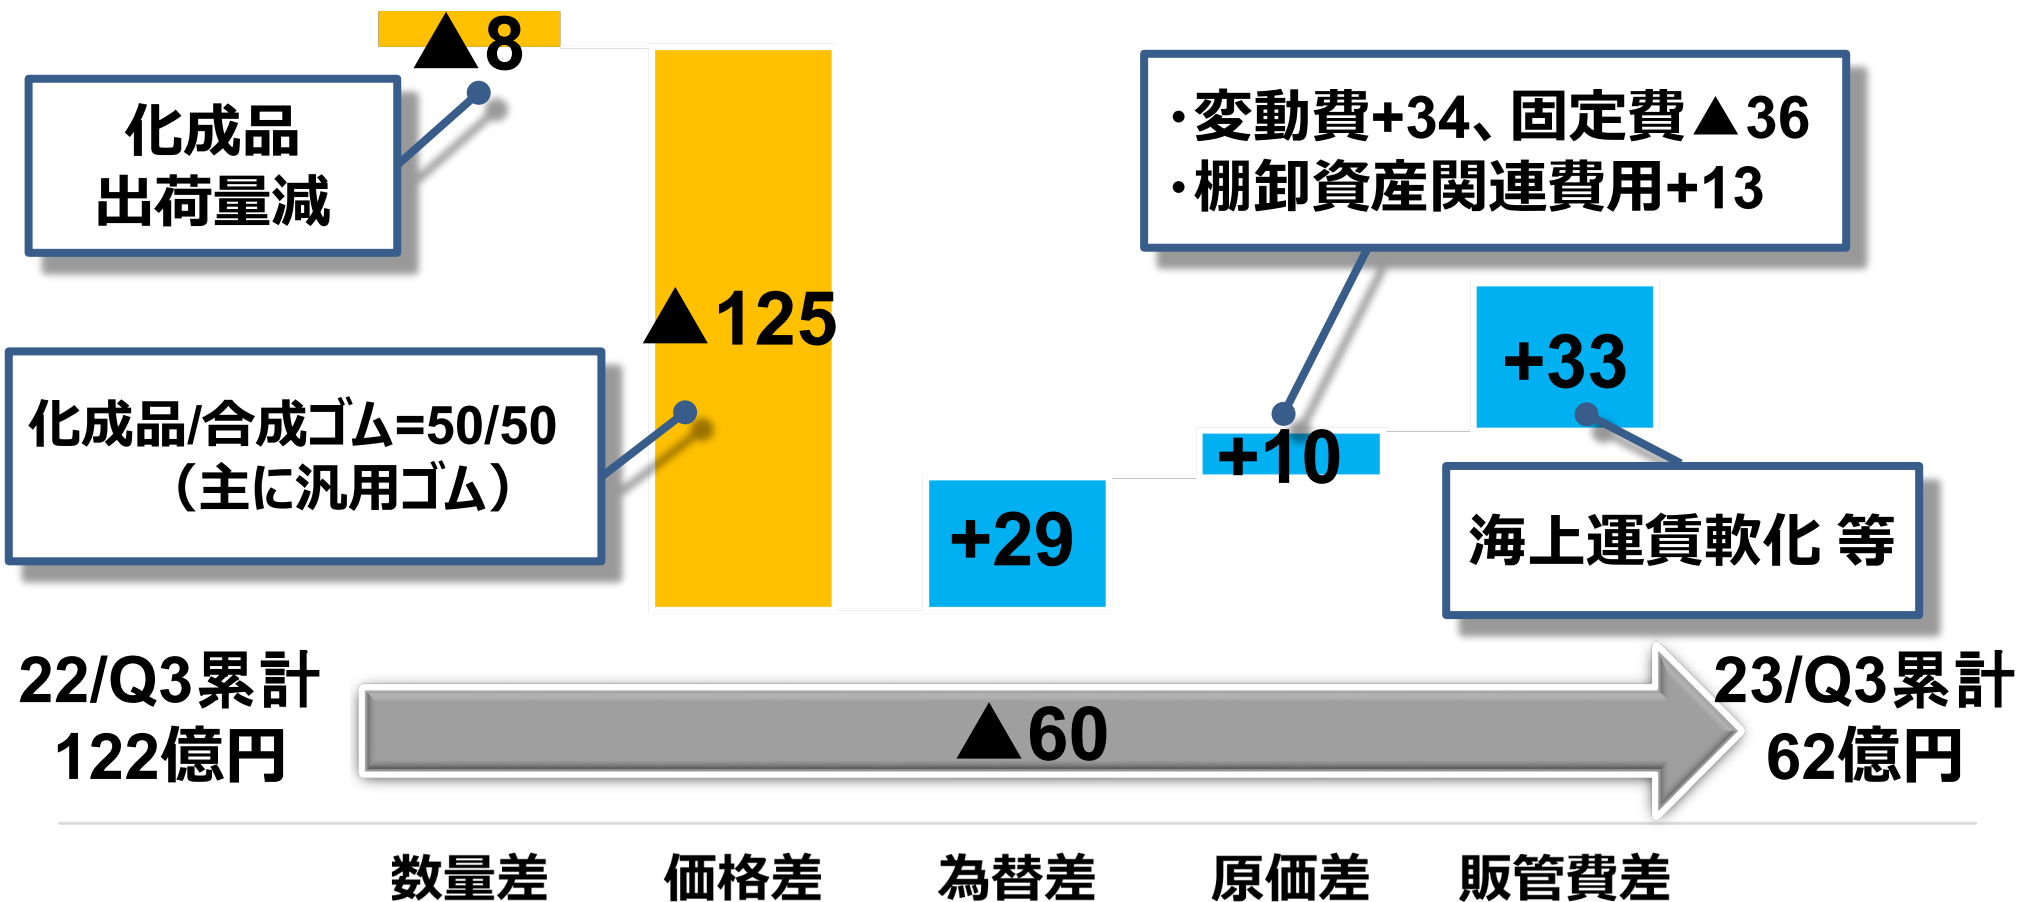 ▲8
化成品
出荷量減
・変動費+34、固定費▲36
・棚卸資産関連費用+13
▲125
+33
化成品/合成ゴム=50/50
（主に汎用ゴム）
+10
+29
海上運賃軟化 等
22/Q3累計
122億円
▲60
23/Q3累計
62億円
数量差
価格差
為替差
原価差
販管費差